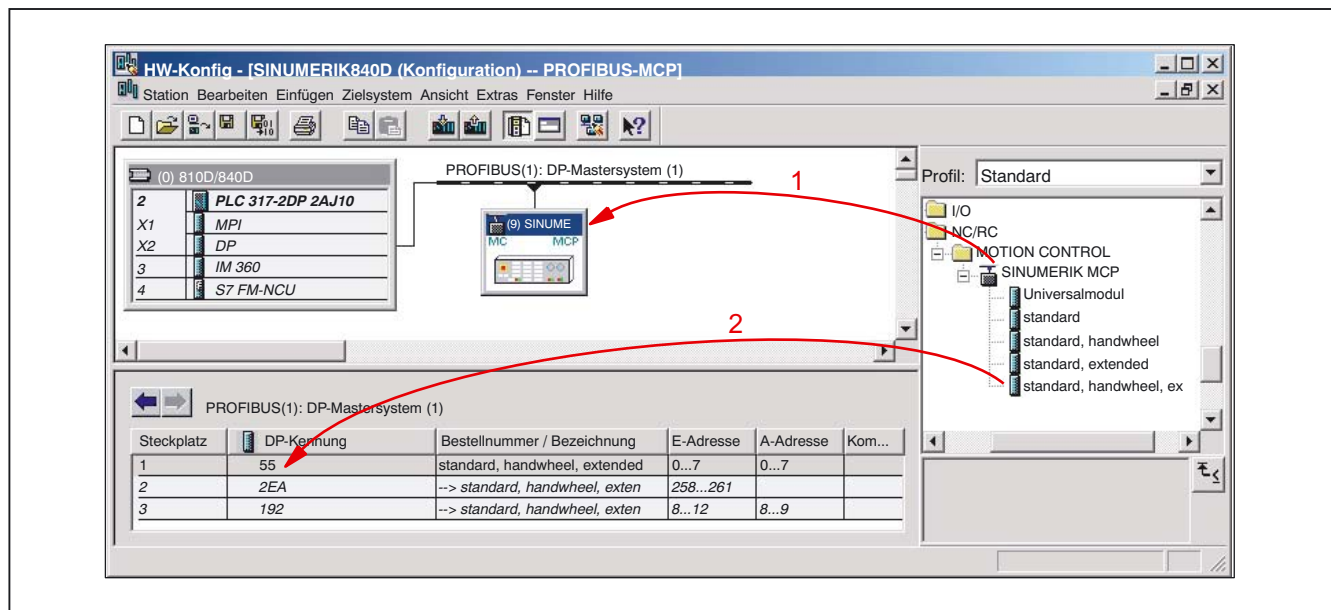 HW-Konfig - [SINUMERIK840D (Konfiguration) -- PROFIBUS-MCP]
Station Bearbeiten Einfügen Zielsystem Ansicht Extras Fenster Hilfe
(0) 810D/840D
2 PLC 317-2DP 2AJ10
X1 MPI
X2 DP
3 IM 360
4 S7 FM-NCU
PROFIBUS(1): DP-Mastersystem (1)
1
(9) SINUME
MC MCP
2
Profil: Standard
I/O
NC/RC
MOTION CONTROL
SINUMERIK MCP
Universalmodul
standard
standard, handwheel
standard, extended
standard, handwheel, ex
PROFIBUS(1): DP-Mastersystem (1)
Steckplatz DP-Kennung Bestellnummer / Bezeichnung E-Adresse A-Adresse Kom...
1 55 standard, handwheel, extended 0...7 0...7
2 2EA --> standard, handwheel, exten 258...261
3 192 --> standard, handwheel, exten 8...12 8...9